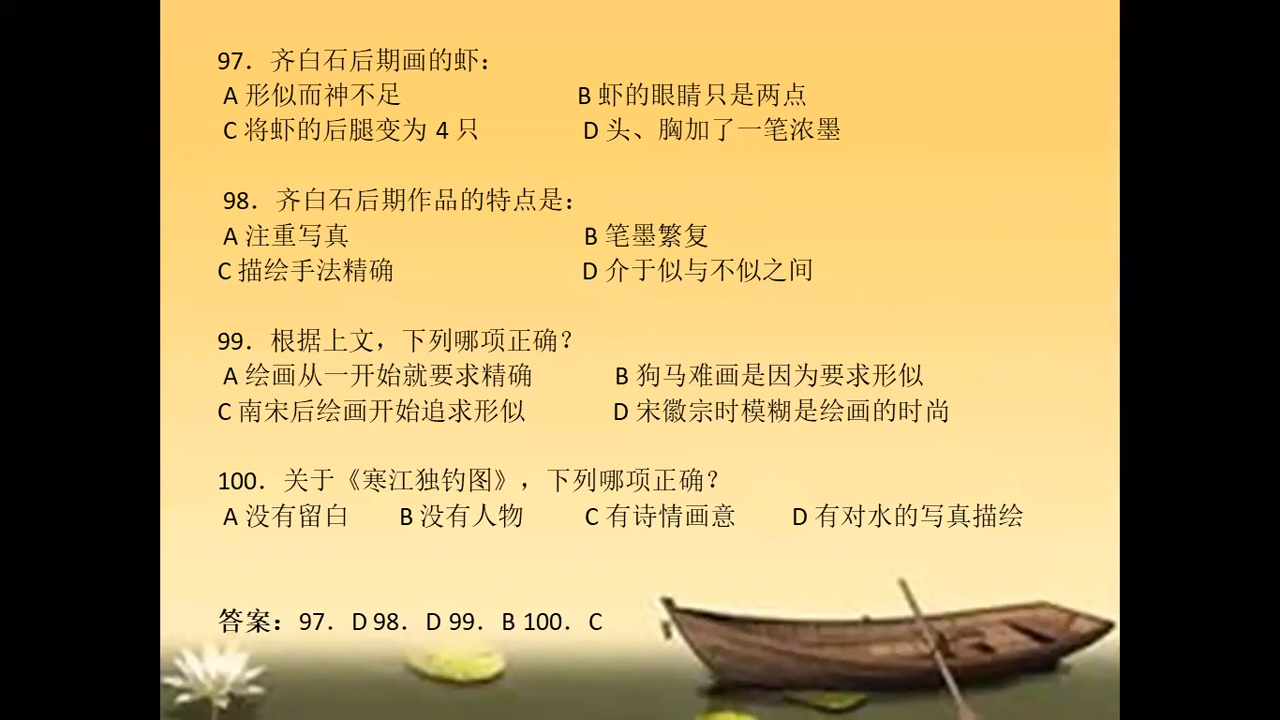 97．齐白石后期画的虾：
A 形似而神不足 B 虾的眼睛只是两点
C 将虾的后腿变为 4 只 D 头、胸加了一笔浓墨
98．齐白石后期作品的特点是：
A 注重写真 B 笔墨繁复
C 描绘手法精确 D 介于似与不似之间
99．根据上文，下列哪项正确？
A 绘画从一开始就要求精确 B 狗马难画是因为要求形似
C 南宋后绘画开始追求形似 D 宋徽宗时模糊是绘画的时尚
100．关于《寒江独钓图》，下列哪项正确？
A 没有留白 B 没有人物 C 有诗情画意 D 有对水的写真描绘
答案：97．D 98．D 99．B 100．C